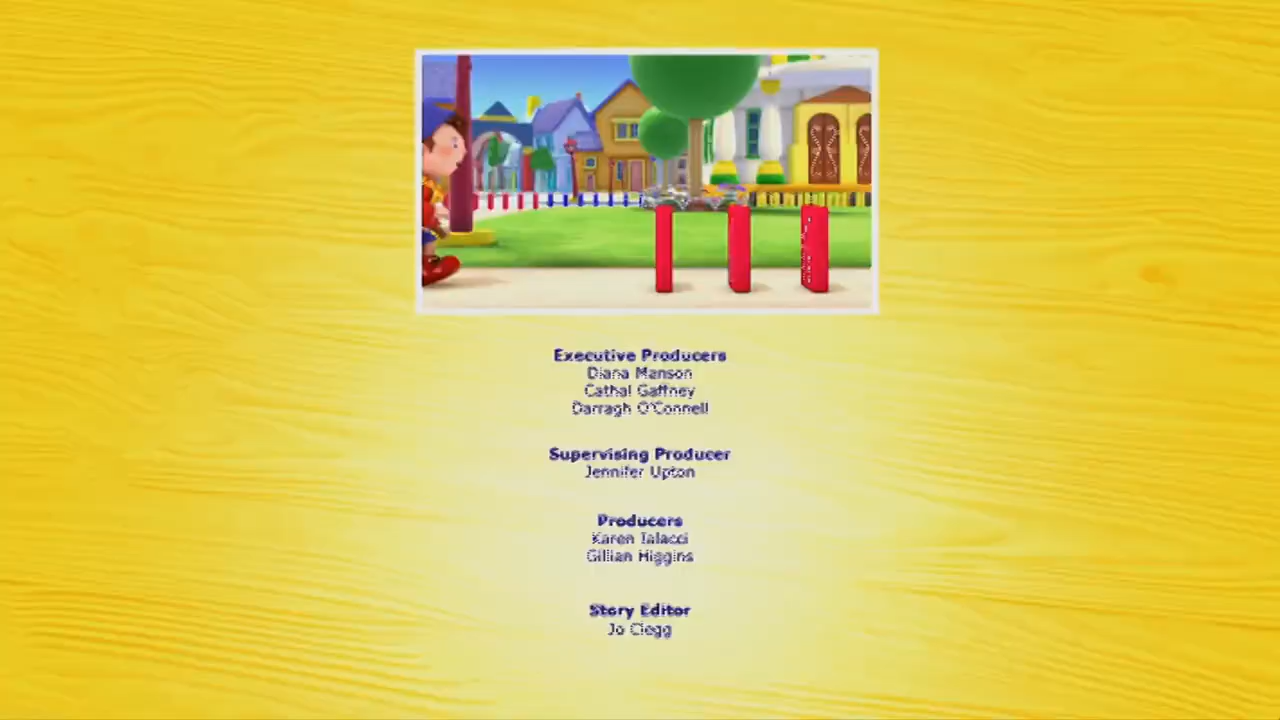 Executive Producers
Diana Manson
Cathal Gaffney
Darragh O'Connell
Supervising Producer
Jennifer Upton
Producers
Karen Ialacci
Gillian Higgins
Story Editor
Jo Clegg